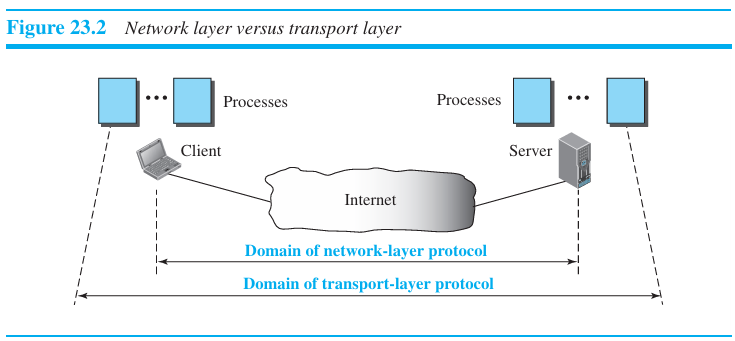 Figure 23.2 Network layer versus transport layer
Processes
Processes
Client
Server
Internet
Domain of network-layer protocol
Domain of transport-layer protocol